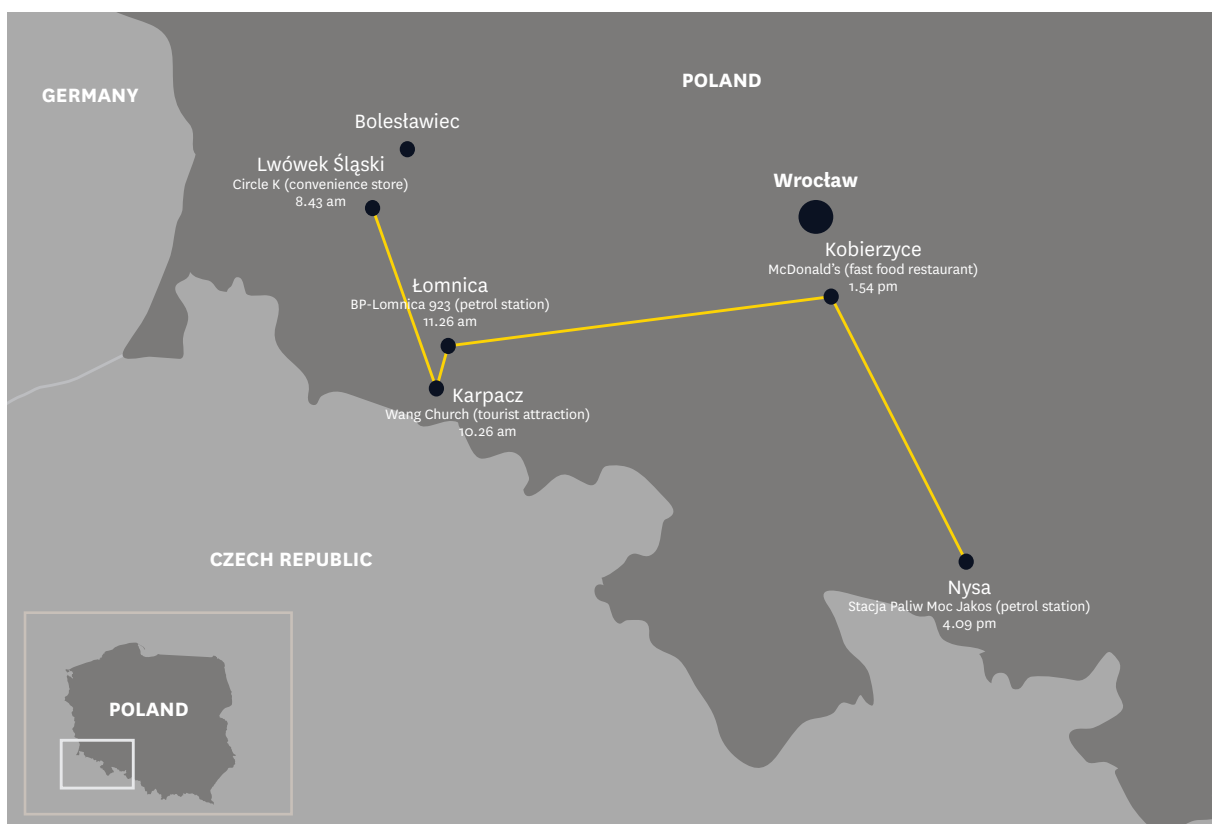 GERMANY
POLAND
Bolesławiec
Lwówek Śląski
Circle K (convenience store)
8.43 am
Wrocław
Kobierzyce
McDonald's (fast food restaurant)
1.54 pm
Łomnica
BP-Lomnica 923 (petrol station)
11.26 am
Karpacz
Wang Church (tourist attraction)
10.26 am
CZECH REPUBLIC
Nysa
Stacja Paliw Moc Jakos (petrol station)
4.09 pm
POLAND